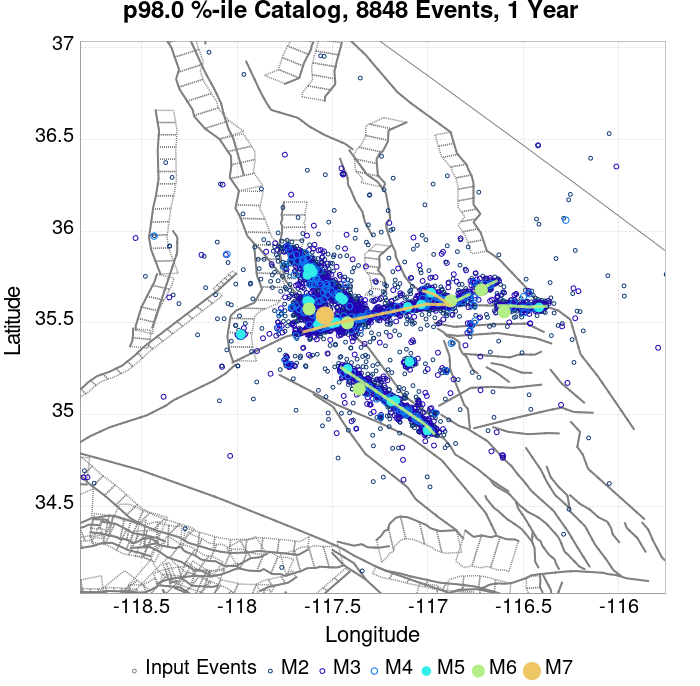 p98.0 %-ile Catalog, 8848 Events, 1 Year
37
36.5
36
35.5
35
34.5
Latitude
-118.5 -118 -117.5 -117 -116.5 -116
Longitude
Input Events M2 M3 M4 M5 M6 M7